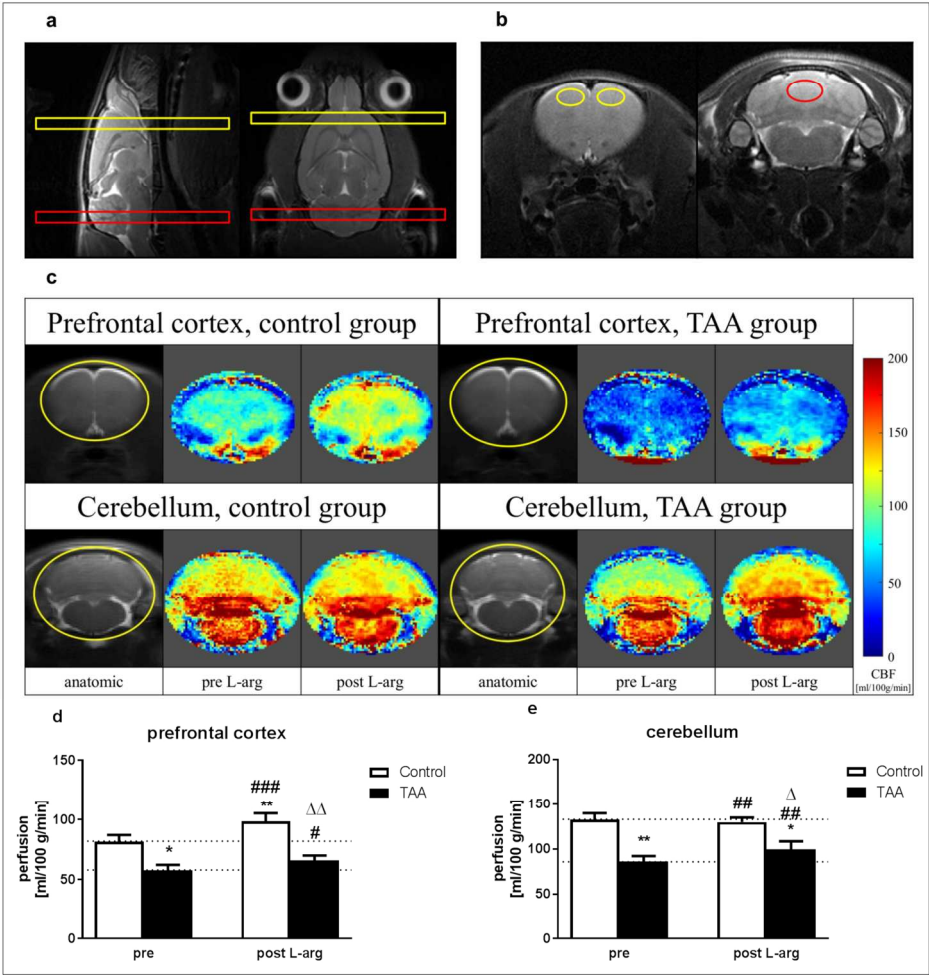 a
b
c
Prefrontal cortex, control group
Prefrontal cortex, TAA group
200
150
100
50
0
CBF
[ml/100g/min]
Cerebellum, control group
Cerebellum, TAA group
anatomic
pre L-arg
post L-arg
anatomic
pre L-arg
post L-arg
d
prefrontal cortex
perfusion
[ml/100 g/min]
150
100
50
0
*
###
**
ΔΔ
#
Control
TAA
pre
post L-arg
e
cerebellum
perfusion
[ml/100 g/min]
200
150
100
50
0
**
##
Δ
##
*
Control
TAA
pre
post L-arg